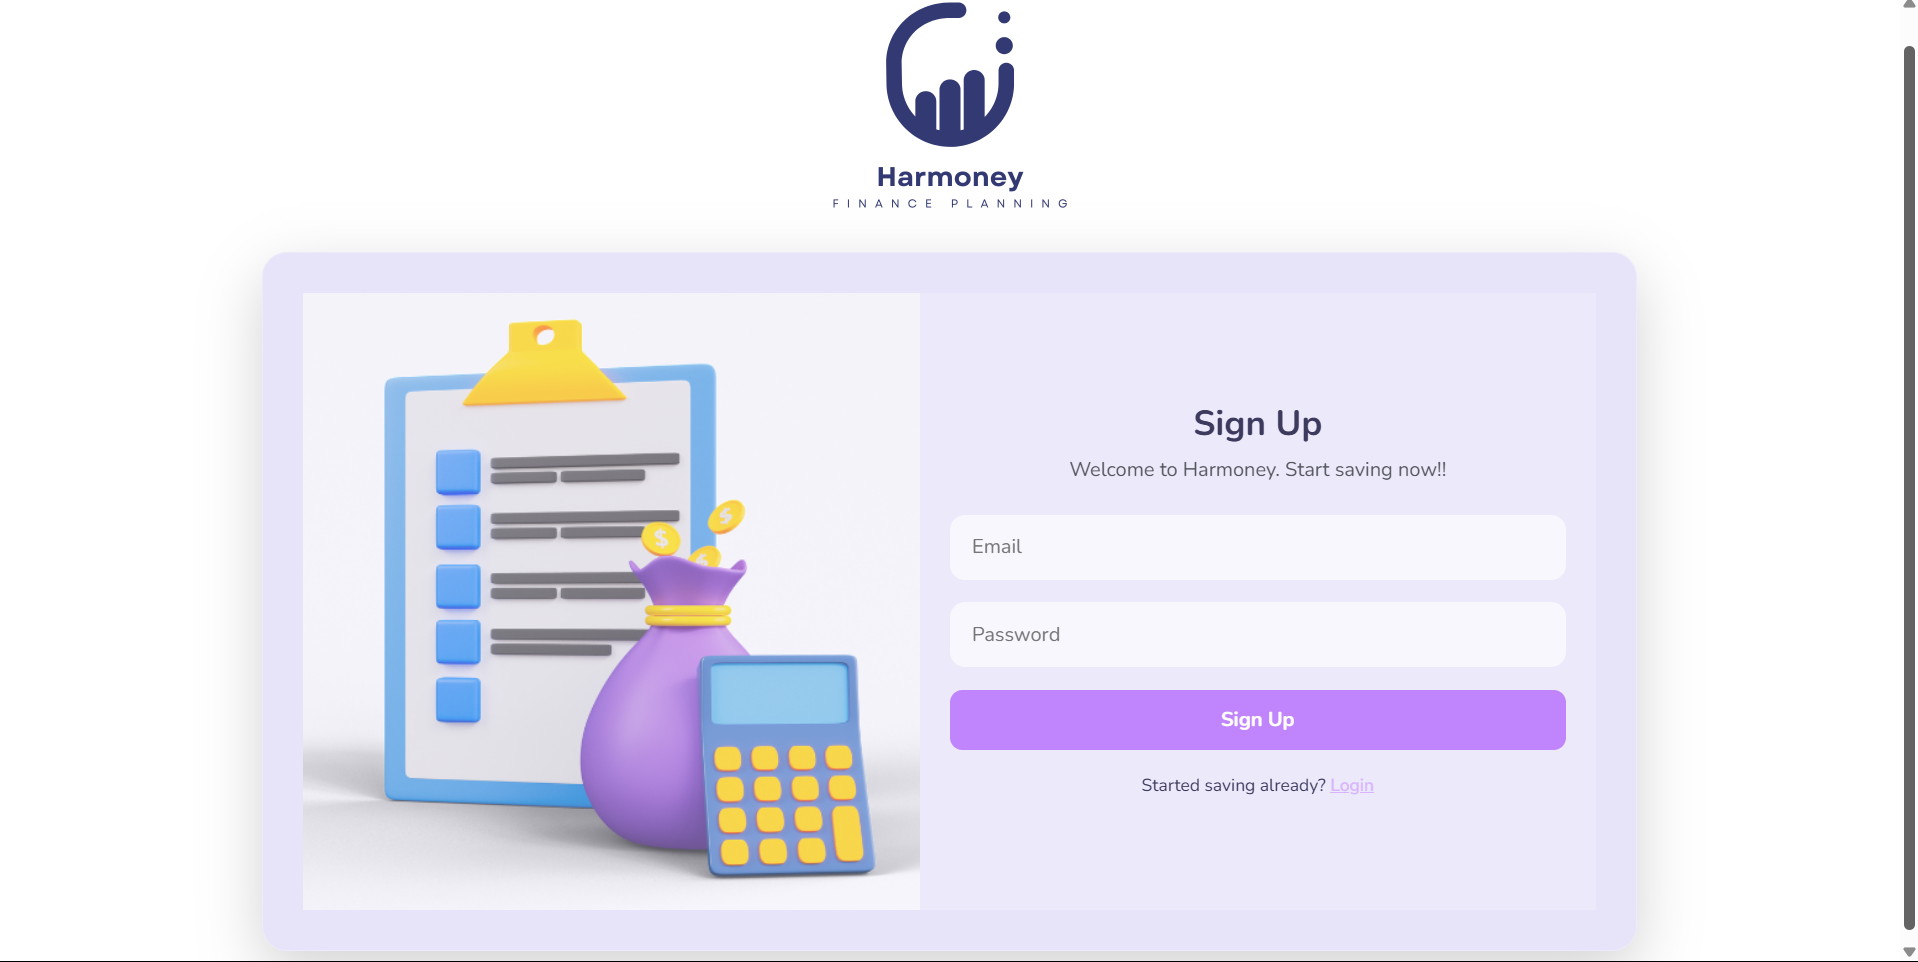 Harmoney
FINANCE PLANNING
Sign Up
Welcome to Harmoney. Start saving now!!
$
$
$
Email
Password
Sign Up
Started saving already? Login